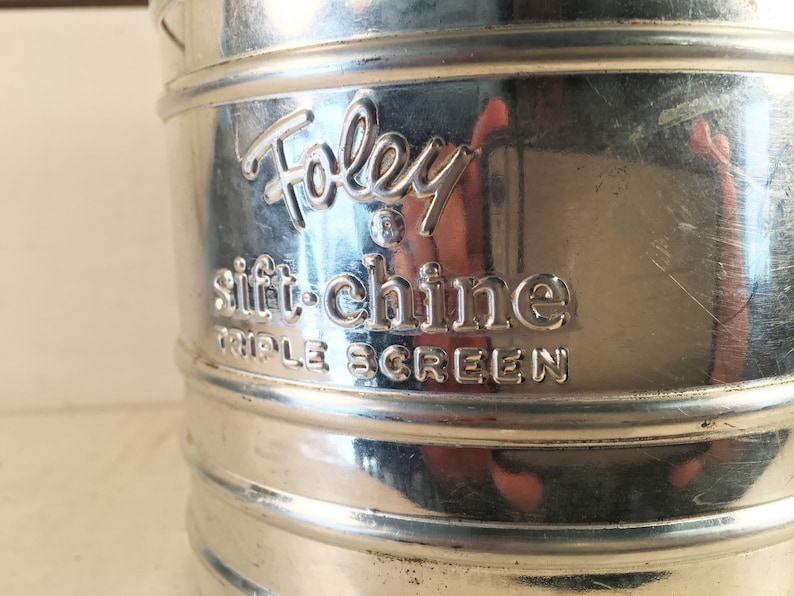 Foley
®
sift-chine
TRIPLE SCREEN